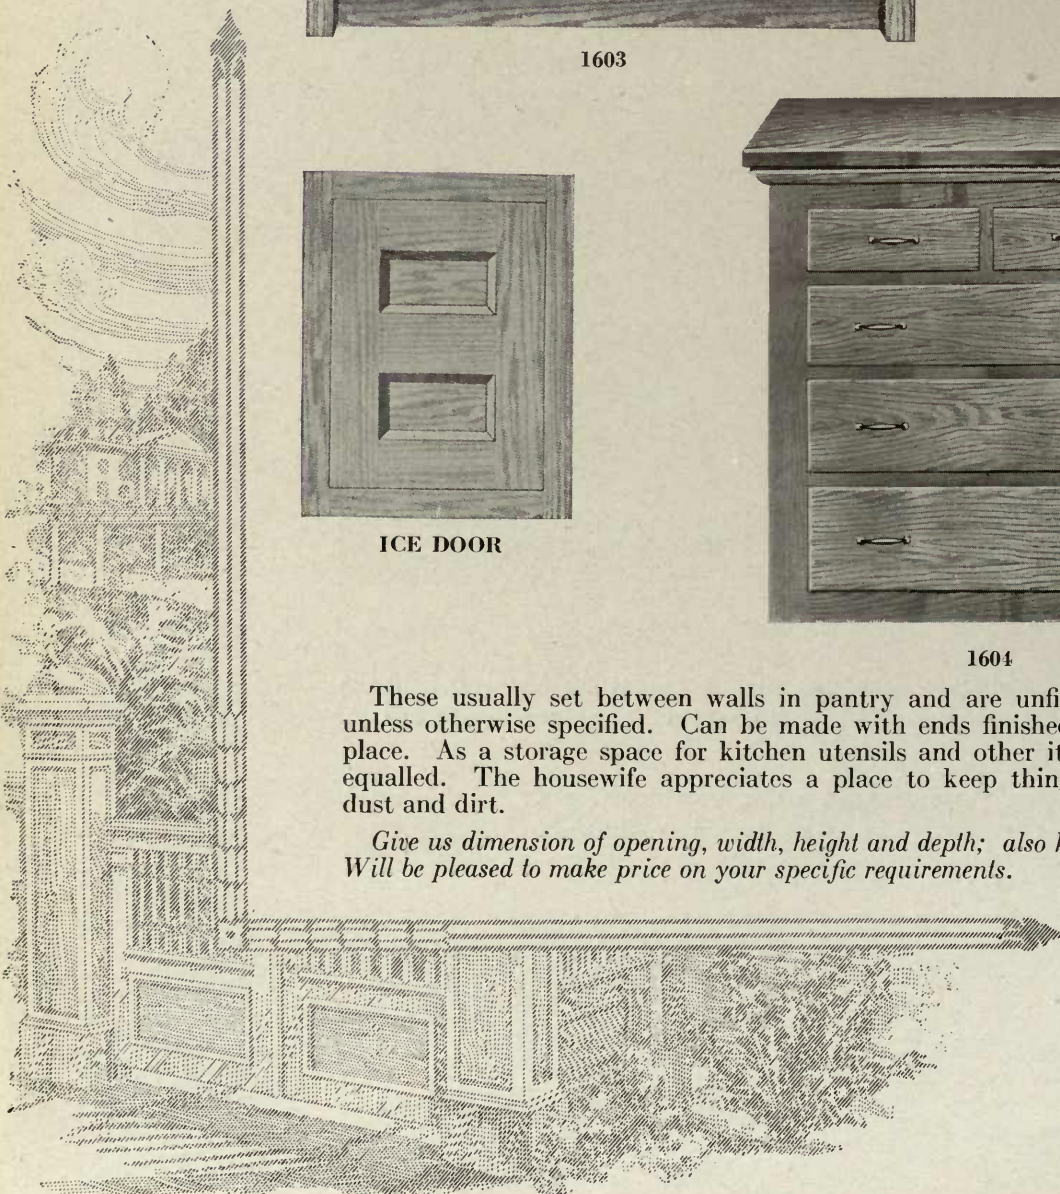 1603
ICE DOOR
1604
These usually set between walls in pantry and are unfi
unless otherwise specified. Can be made with ends finishe
place. As a storage space for kitchen utensils and other it
equalled. The housewife appreciates a place to keep thin
dust and dirt.
Give us dimension of opening, width, height and depth; also
Will be pleased to make price on your specific requirements.